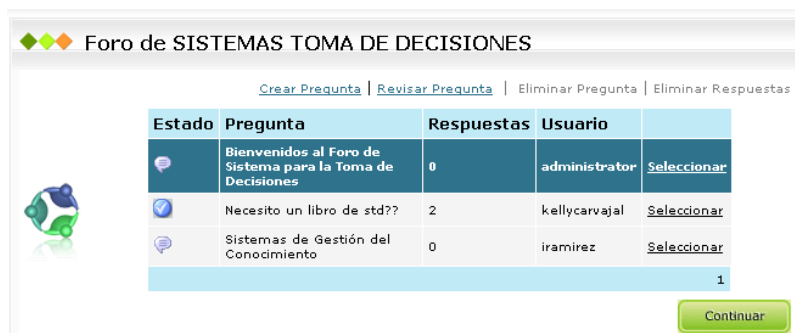 Foro de SISTEMAS TOMA DE DECISIONES
Crear Pregunta | Revisar Pregunta | Eliminar Pregunta | Eliminar Respuestas
Estado Pregunta Respuestas Usuario
Bienvenidos al Foro de
Sistema para la Toma de
Decisiones
0 administrator Seleccionar
Necesito un libro de std?? 2 kellycarvajal Seleccionar
Sistemas de Gestión del
Conocimiento
0 iramirez Seleccionar
1
Continuar